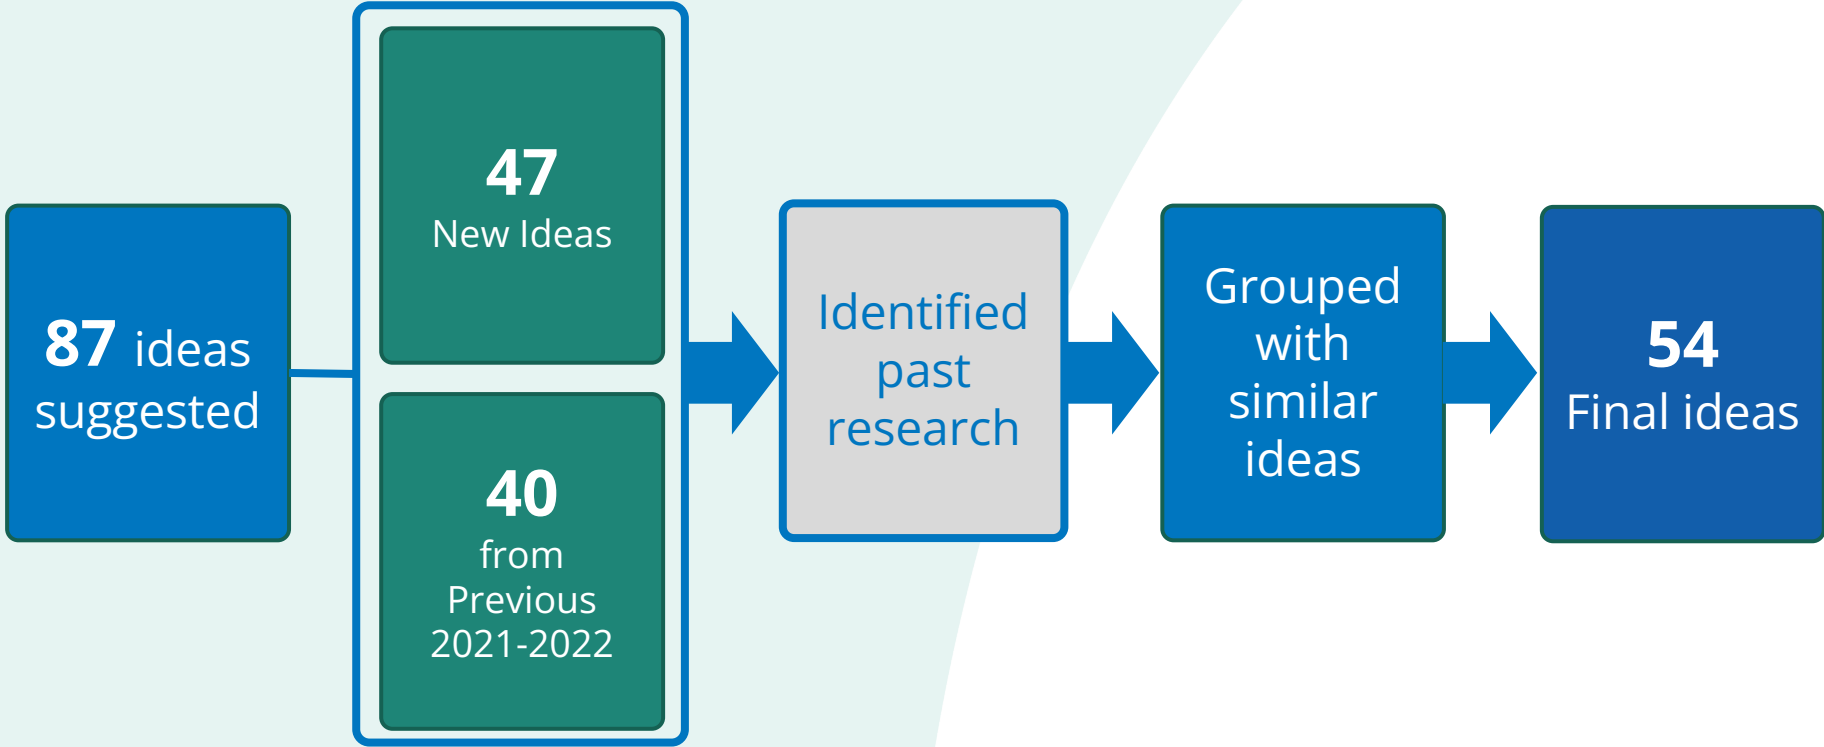 87 ideas
suggested
47
New Ideas
40
from
Previous
2021-2022
Identified
past
research
Grouped
with
similar
ideas
54
Final ideas